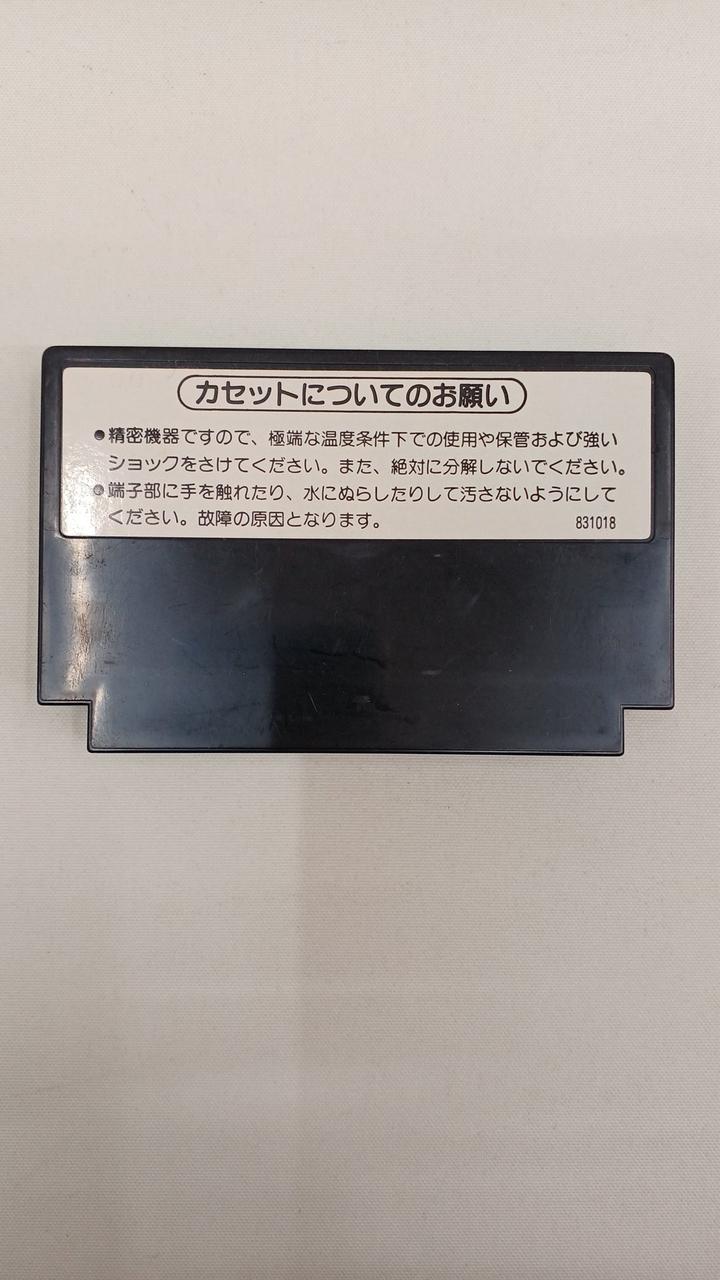 カセットについてのお願い
●精密機器ですので、極端な温度条件下での使用や保管および強い
ショックをさけてください。また、絶対に分解しないでください。
●端子部に手を触れたり、水にぬらしたりして汚さないようにして
ください。故障の原因となります。
831018